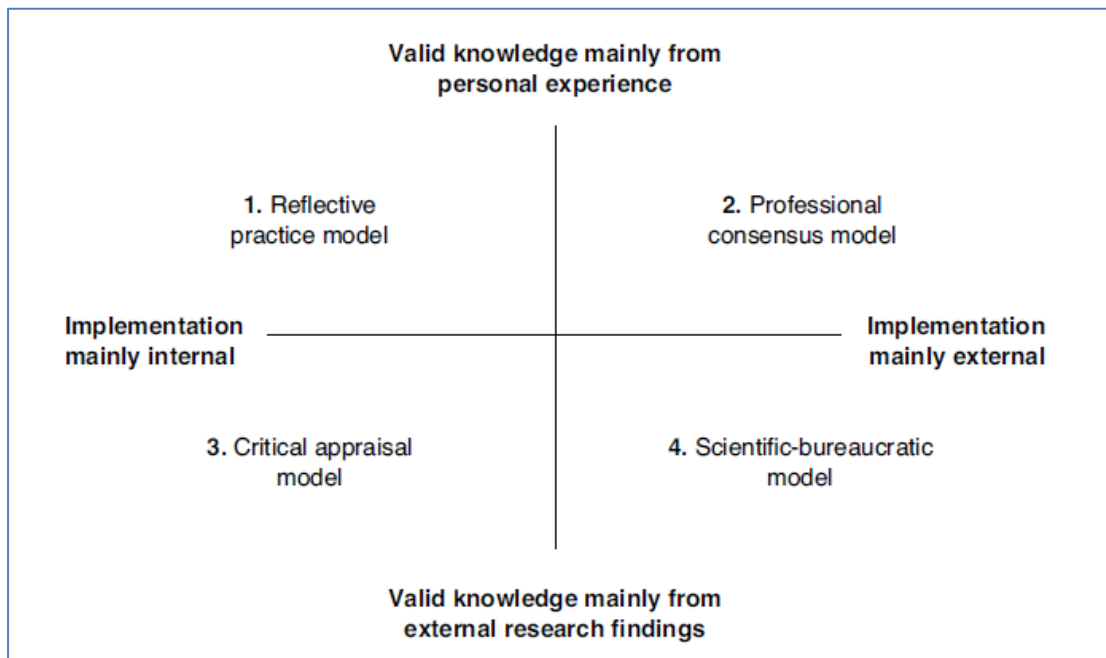 Valid knowledge mainly from
personal experience
1. Reflective
practice model
2. Professional
consensus model
Implementation
mainly internal
Implementation
mainly external
3. Critical appraisal
model
4. Scientific-bureaucratic
model
Valid knowledge mainly from
external research findings